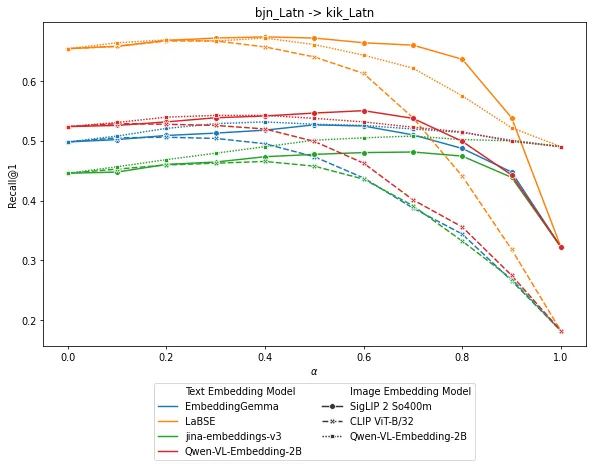 bjn_Latn -> kik_Latn
Recall@1
0.6
0.5
0.4
0.3
0.2
0.0 0.2 0.4 0.6 0.8 1.0
α
Text Embedding Model Image Embedding Model
EmbeddingGemma SigLIP 2 So400m
LaBSE CLIP ViT-B/32
jina-embeddings-v3 Qwen-VL-Embedding-2B
Qwen-VL-Embedding-2B